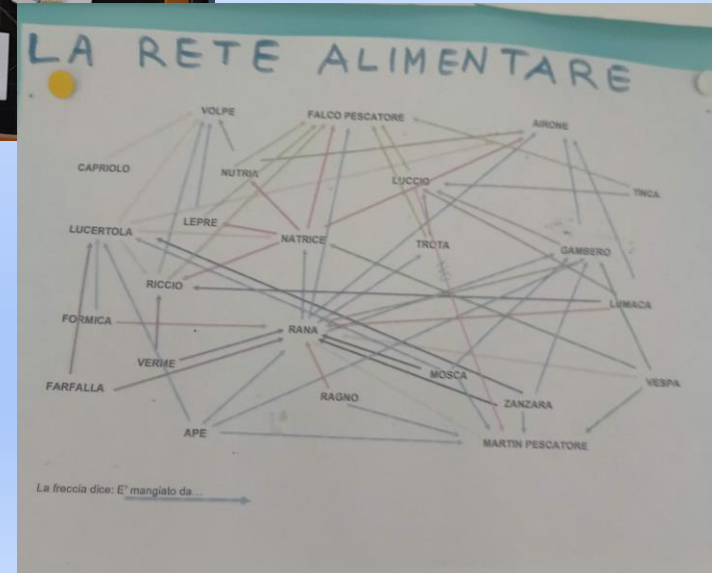 LA RETE ALIMENTARE
VOLPE
FALCO PESCATORE
AIRONE
CAPRIOLO
NUTRIA
LUCCIO
TINCA
LEPRE
LUCERTOLA
NATRICE
TROTA
GAMBERO
RICCIO
LUMACA
FORMICA
RANA
VERME
MOSCA
VESPA
FARFALLA
RAGNO
ZANZARA
APE
MARTIN PESCATORE
La freccia dice: E' mangiato da...